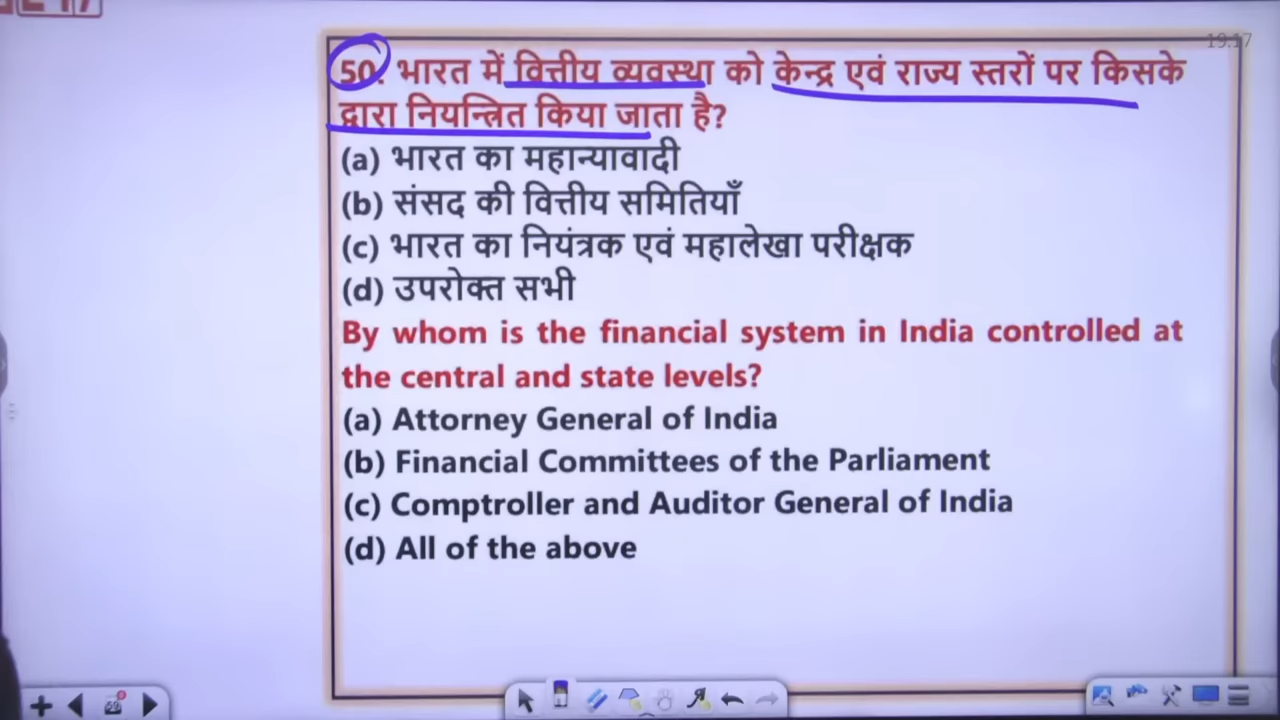 19:17
50. भारत में वित्तीय व्यवस्था को केन्द्र एवं राज्य स्तरों पर किसके
द्वारा नियन्त्रित किया जाता है?
(a) भारत का महान्यावादी
(b) संसद की वित्तीय समितियाँ
(c) भारत का नियंत्रक एवं महालेखा परीक्षक
(d) उपरोक्त सभी
By whom is the financial system in India controlled at
the central and state levels?
(a) Attorney General of India
(b) Financial Committees of the Parliament
(c) Comptroller and Auditor General of India
(d) All of the above